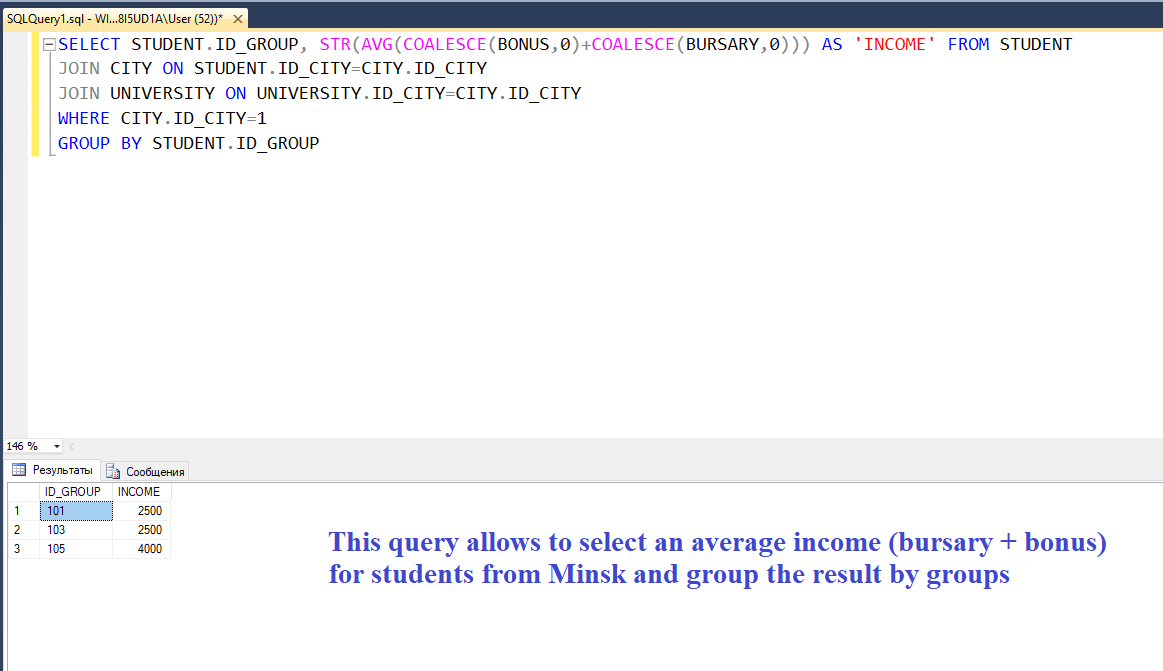 SQLQuery1.sql - WI...8I5UD1A\User (52))*
SELECT STUDENT.ID_GROUP, STR(AVG(COALESCE(BONUS,0)+COALESCE(BURSARY,0))) AS 'INCOME' FROM STUDENT
JOIN CITY ON STUDENT.ID_CITY=CITY.ID_CITY
JOIN UNIVERSITY ON UNIVERSITY.ID_CITY=CITY.ID_CITY
WHERE CITY.ID_CITY=1
GROUP BY STUDENT.ID_GROUP
146 %
Результаты Сообщения
ID_GROUP INCOME
1 101 2500
2 103 2500
3 105 4000
This query allows to select an average income (bursary + bonus)
for students from Minsk and group the result by groups